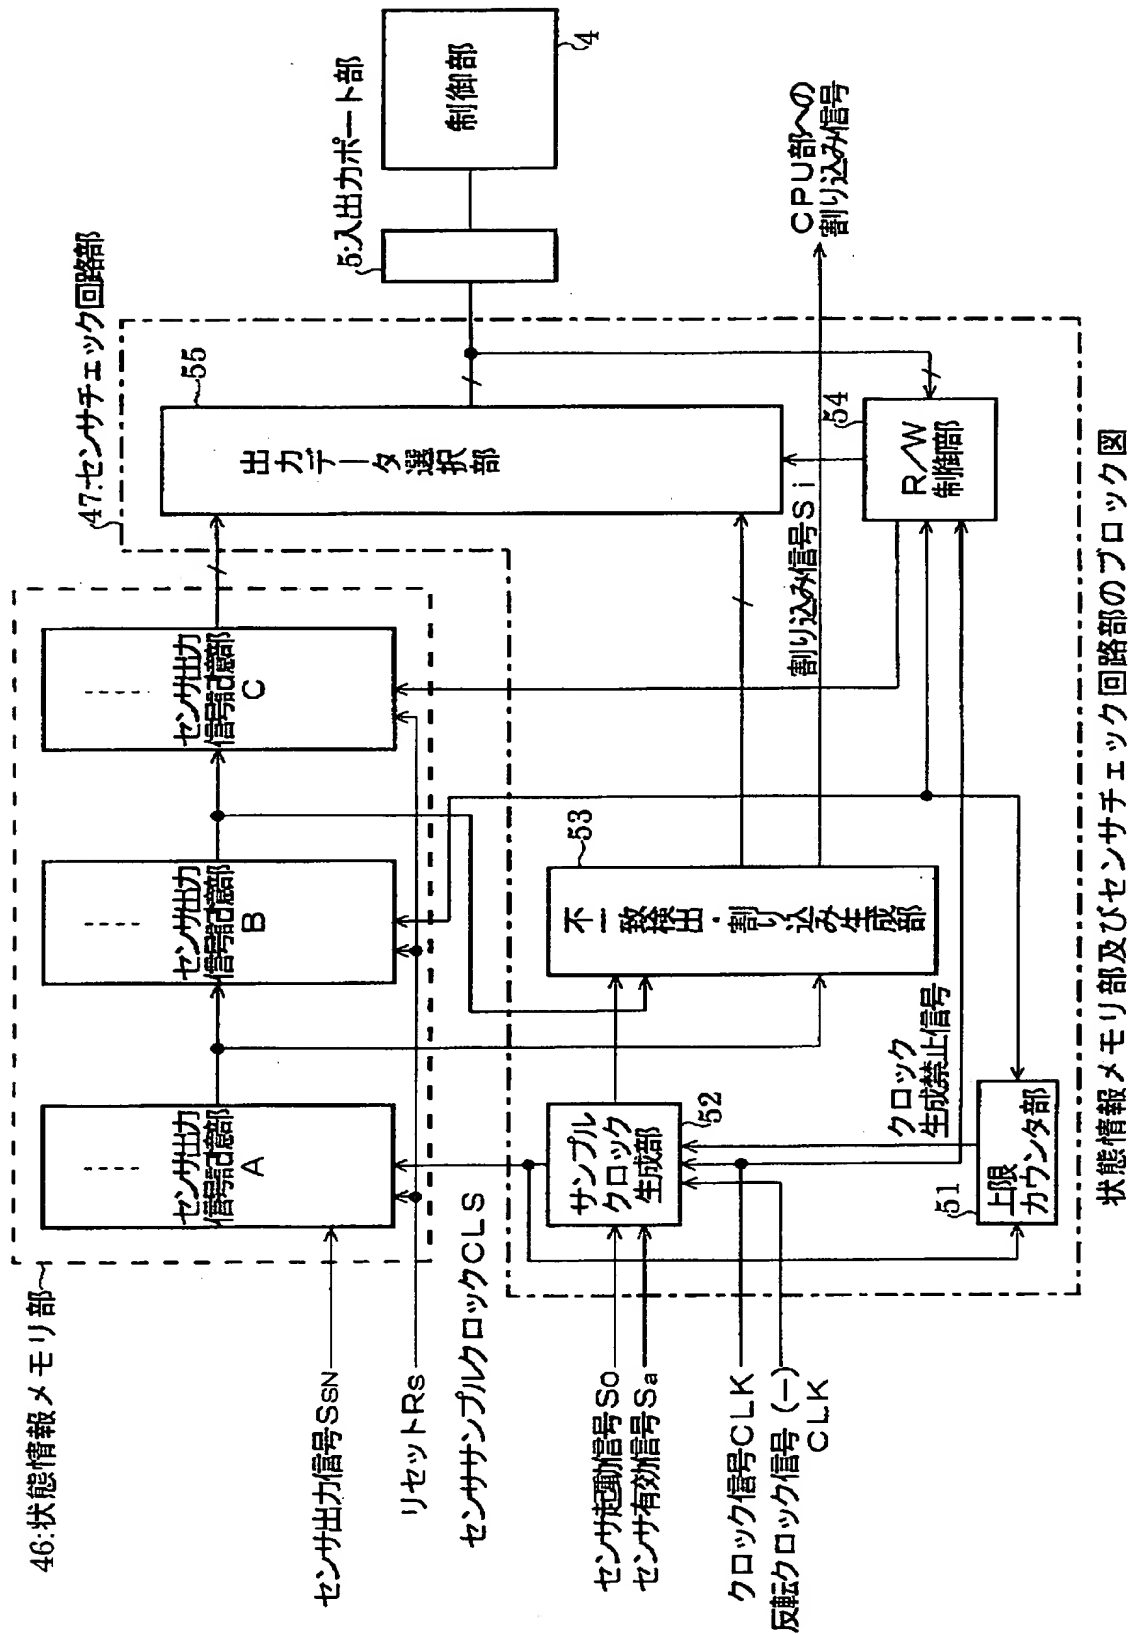 46:状態情報メモリ部
47:センサチェック回路部
5:入出力ポート部
制御部
4
センサ出力
信号記憶部
A
センサ出力
信号記憶部
B
センサ出力
信号記憶部
C
55
出力データ選択部
センサ出力信号SSN
リセットRs
センササンプルクロックCLS
センサ起動信号SO
センサ有効信号Sa
クロック信号CLK
反転クロック信号(−)
CLK
サンプル
クロック
生成部
52
53
不一致検出・割り込み生成部
割り込み信号Si
CPU部への
割り込み信号
54
R/W
制御部
クロック
生成禁止信号
51
上限
カウンタ部
状態情報メモリ部及びセンサチェック回路部のブロック図